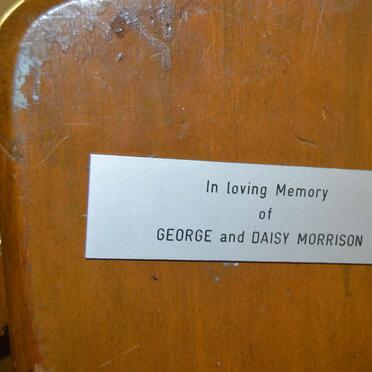 In loving Memory
of
GEORGE and DAISY MORRISON